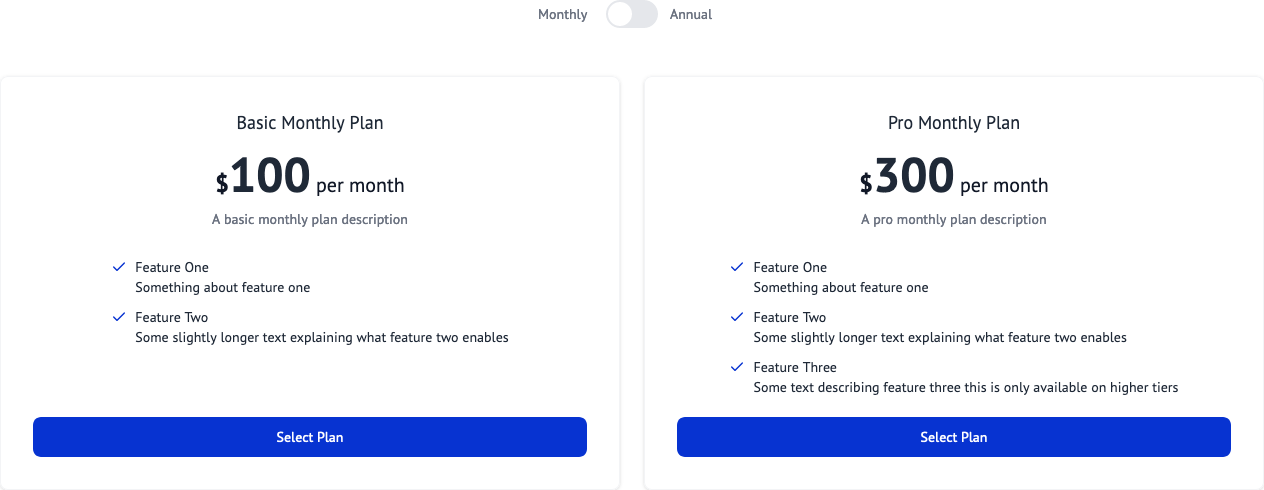 Monthly Annual
Basic Monthly Plan
$100 per month
A basic monthly plan description
Feature One
Something about feature one
Feature Two
Some slightly longer text explaining what feature two enables
Select Plan
Pro Monthly Plan
$300 per month
A pro monthly plan description
Feature One
Something about feature one
Feature Two
Some slightly longer text explaining what feature two enables
Feature Three
Some text describing feature three this is only available on higher tiers
Select Plan